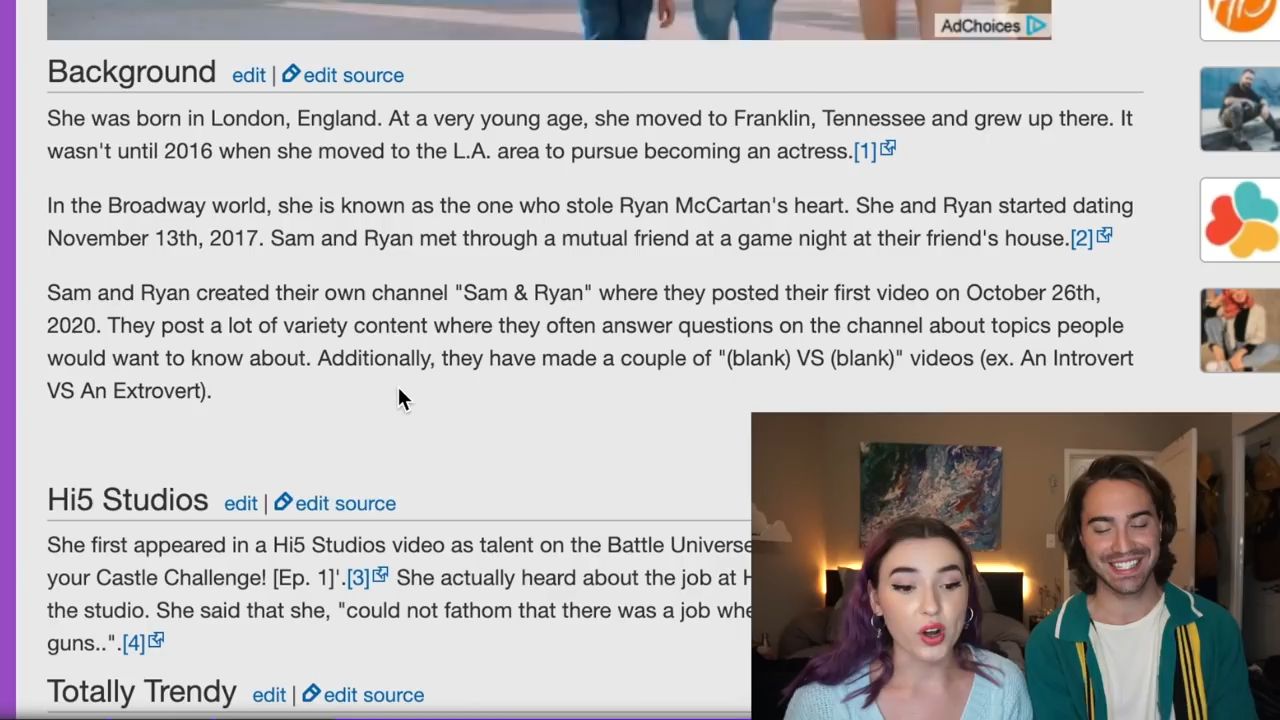 AdChoices
Background edit | edit source
She was born in London, England. At a very young age, she moved to Franklin, Tennessee and grew up there. It
wasn't until 2016 when she moved to the L.A. area to pursue becoming an actress.[1]
In the Broadway world, she is known as the one who stole Ryan McCartan's heart. She and Ryan started dating
November 13th, 2017. Sam and Ryan met through a mutual friend at a game night at their friend's house.[2]
Sam and Ryan created their own channel "Sam & Ryan" where they posted their first video on October 26th,
2020. They post a lot of variety content where they often answer questions on the channel about topics people
would want to know about. Additionally, they have made a couple of "(blank) VS (blank)" videos (ex. An Introvert
VS An Extrovert).
Hi5 Studios edit | edit source
She first appeared in a Hi5 Studios video as talent on the Battle Universe
your Castle Challenge! [Ep. 1]'.[3] She actually heard about the job at H
the studio. She said that she, "could not fathom that there was a job whe
guns..".[4]
Totally Trendy edit | edit source